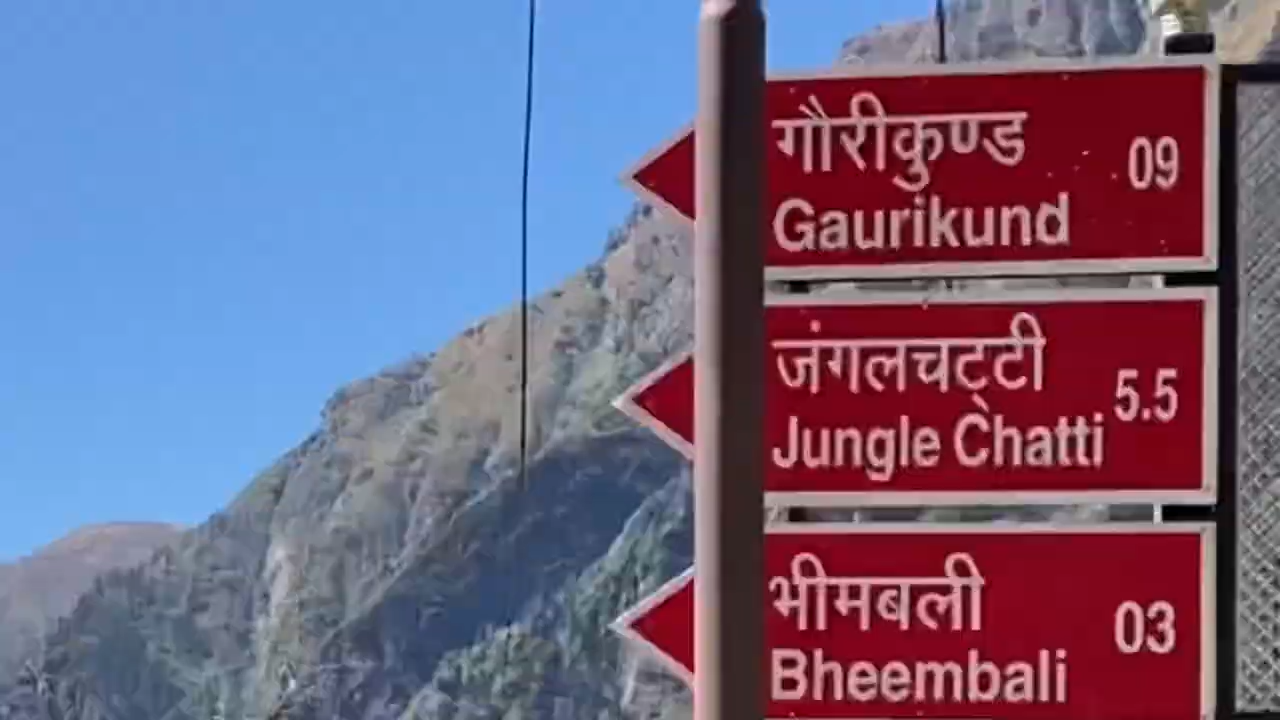 गौरीकुण्ड 09
Gaurikund
जंगलचट्टी 5.5
Jungle Chatti
भीमबली 03
Bheembali